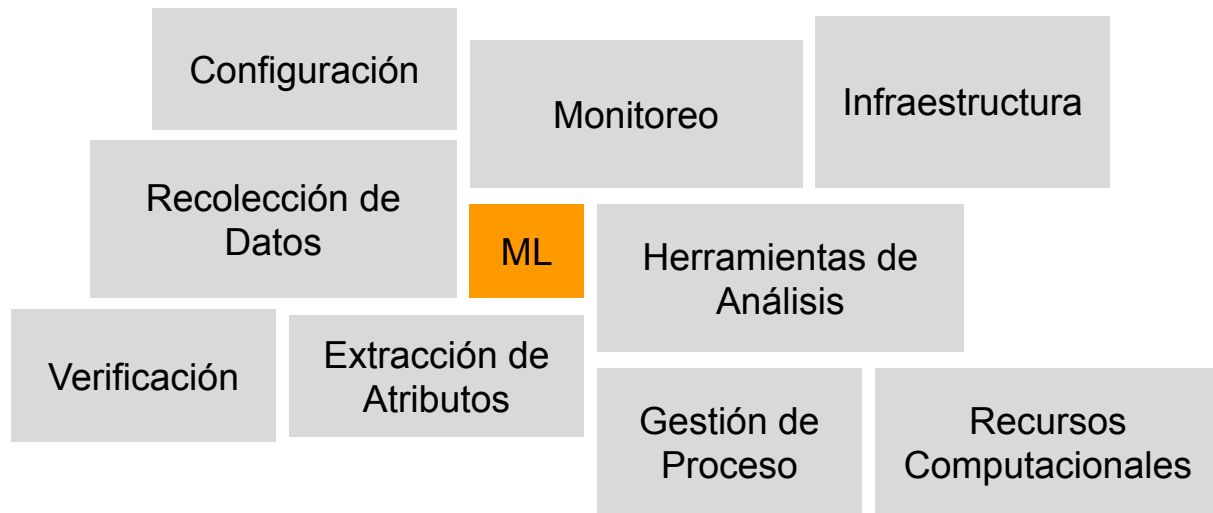 Configuración
Monitoreo
Infraestructura
Recolección de
Datos
ML
Herramientas de
Análisis
Verificación
Extracción de
Atributos
Gestión de
Proceso
Recursos
Computacionales